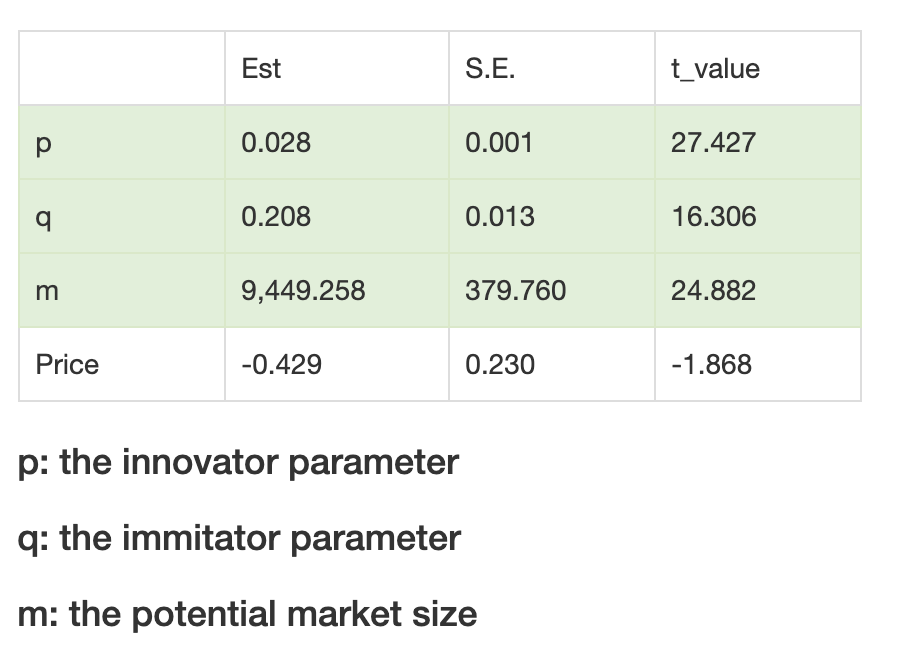 Est S.E. t_value
p 0.028 0.001 27.427
q 0.208 0.013 16.306
m 9,449.258 379.760 24.882
Price -0.429 0.230 -1.868
p: the innovator parameter
q: the immitator parameter
m: the potential market size